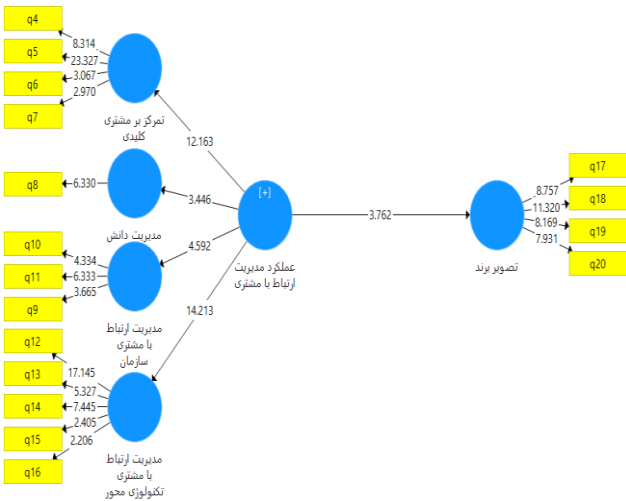 q4
q5
q6
q7
8.314
23.327
3.067
2.970
تمرکز بر مشتری
کلیدی
12.163
q8
6.330
مدیریت دانش
3.446
q10
q11
q9
4.334
6.333
3.665
مدیریت ارتباط
با مشتری
سازمان
4.592
q12
q13
q14
q15
q16
17.145
5.327
7.445
2.405
2.206
مدیریت ارتباط
با مشتری
تکنولوژی محور
14.213
[+]
عملکرد مدیریت
ارتباط با مشتری
3.762
تصویر برند
8.757
11.320
8.169
7.931
q17
q18
q19
q20